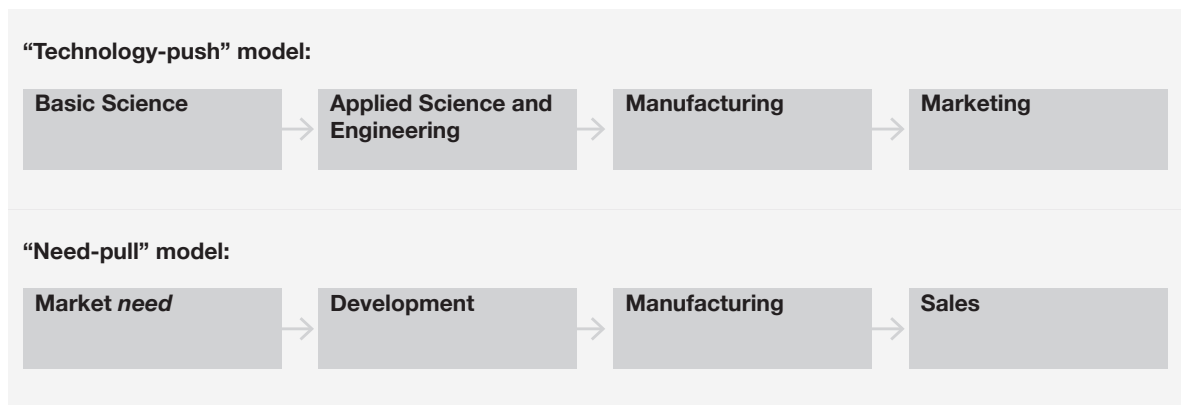 “Technology-push” model:
Basic Science
Applied Science and
Engineering
Manufacturing
Marketing
“Need-pull” model:
Market need
Development
Manufacturing
Sales